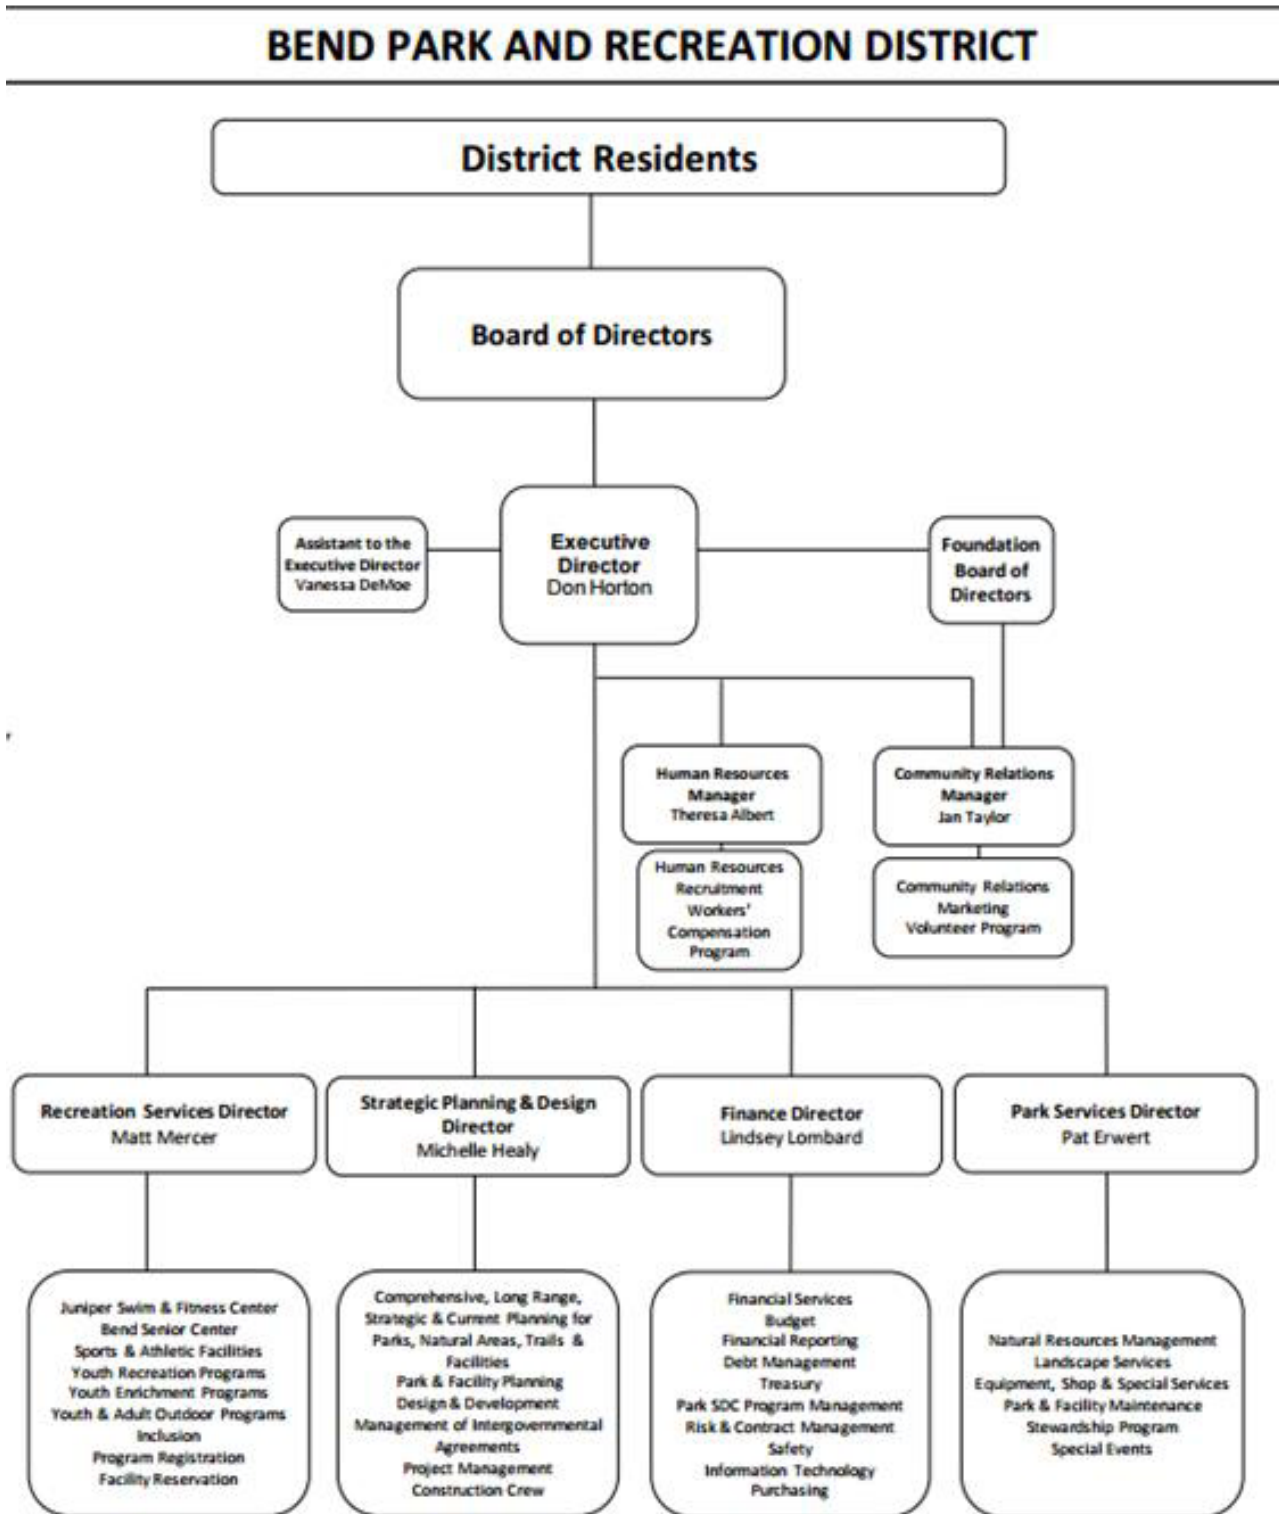 BEND PARK AND RECREATION DISTRICT
District Residents
Board of Directors
Assistant to the
Executive Director
Vanessa DeMoe
Executive
Director
Don Horton
Foundation
Board of
Directors
Human Resources
Manager
Theresa Albert
Community Relations
Manager
Jan Taylor
Human Resources
Recruitment
Workers'
Compensation
Program
Community Relations
Marketing
Volunteer Program
Recreation Services Director
Matt Mercer
Strategic Planning & Design
Director
Michelle Healy
Finance Director
Lindsey Lombard
Park Services Director
Pat Erwert
Juniper Swim & Fitness Center
Bend Senior Center
Sports & Athletic Facilities
Youth Recreation Programs
Youth Enrichment Programs
Youth & Adult Outdoor Programs
Inclusion
Program Registration
Facility Reservation
Comprehensive, Long Range,
Strategic & Current Planning for
Parks, Natural Areas, Trails &
Facilities
Park & Facility Planning
Design & Development
Management of Intergovernmental
Agreements
Project Management
Construction Crew
Financial Services
Budget
Financial Reporting
Debt Management
Treasury
Park SDC Program Management
Risk & Contract Management
Safety
Information Technology
Purchasing
Natural Resources Management
Landscape Services
Equipment, Shop & Special Services
Park & Facility Maintenance
Stewardship Program
Special Events